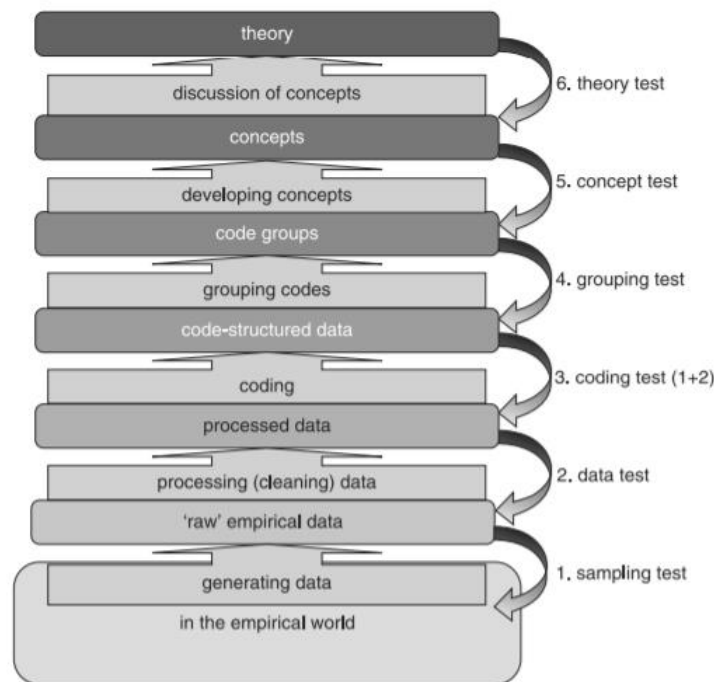 theory
6. theory test
discussion of concepts
concepts
5. concept test
developing concepts
code groups
4. grouping test
grouping codes
code-structured data
3. coding test (1+2)
coding
processed data
2. data test
processing (cleaning) data
'raw' empirical data
1. sampling test
generating data
in the empirical world